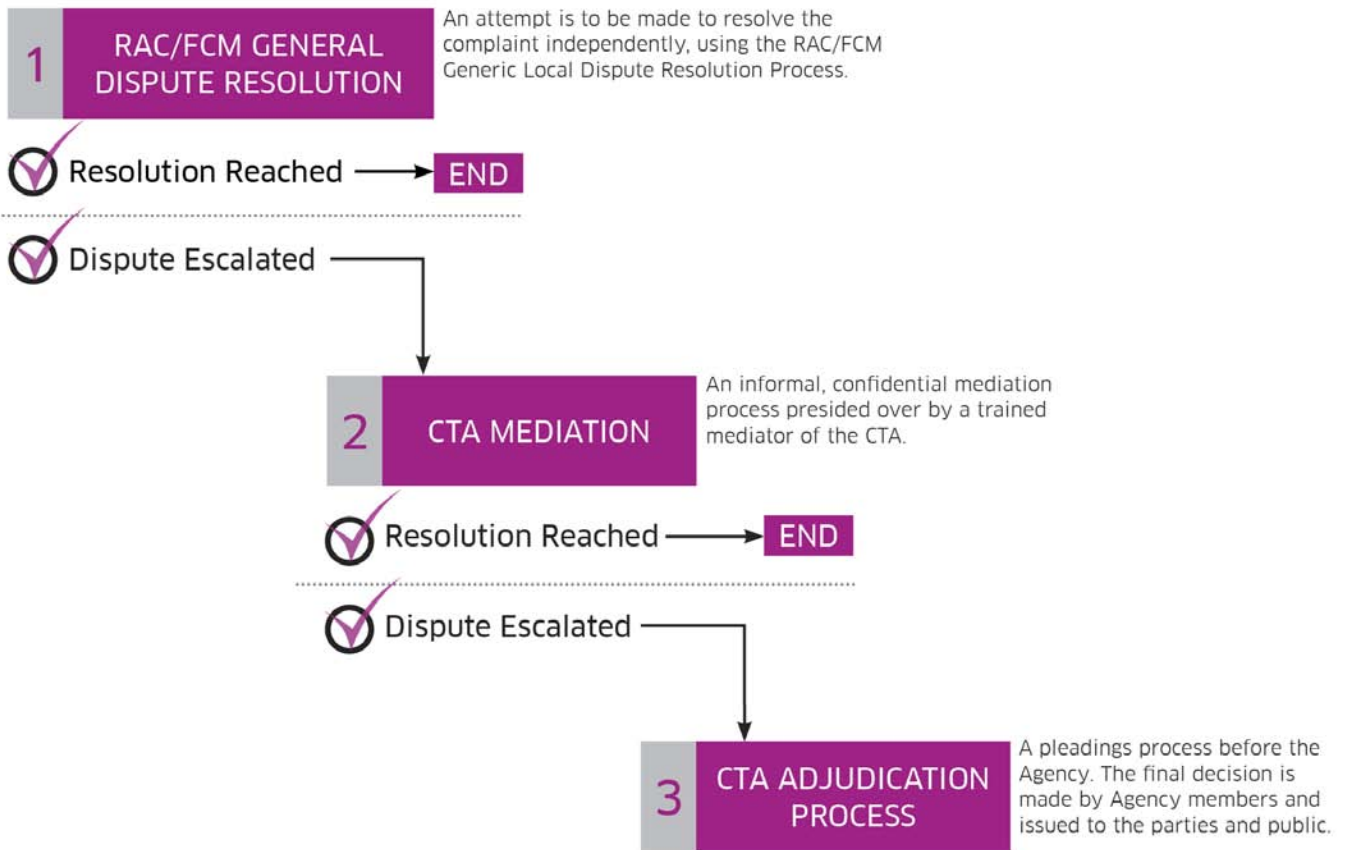 1
RAC/FCM GENERAL
DISPUTE RESOLUTION
An attempt is to be made to resolve the
complaint independently, using the RAC/FCM
Generic Local Dispute Resolution Process.
Resolution Reached
END
Dispute Escalated
2
CTA MEDIATION
An informal, confidential mediation
process presided over by a trained
mediator of the CTA.
Resolution Reached
END
Dispute Escalated
3
CTA ADJUDICATION
PROCESS
A pleadings process before the
Agency. The final decision is
made by Agency members and
issued to the parties and public.